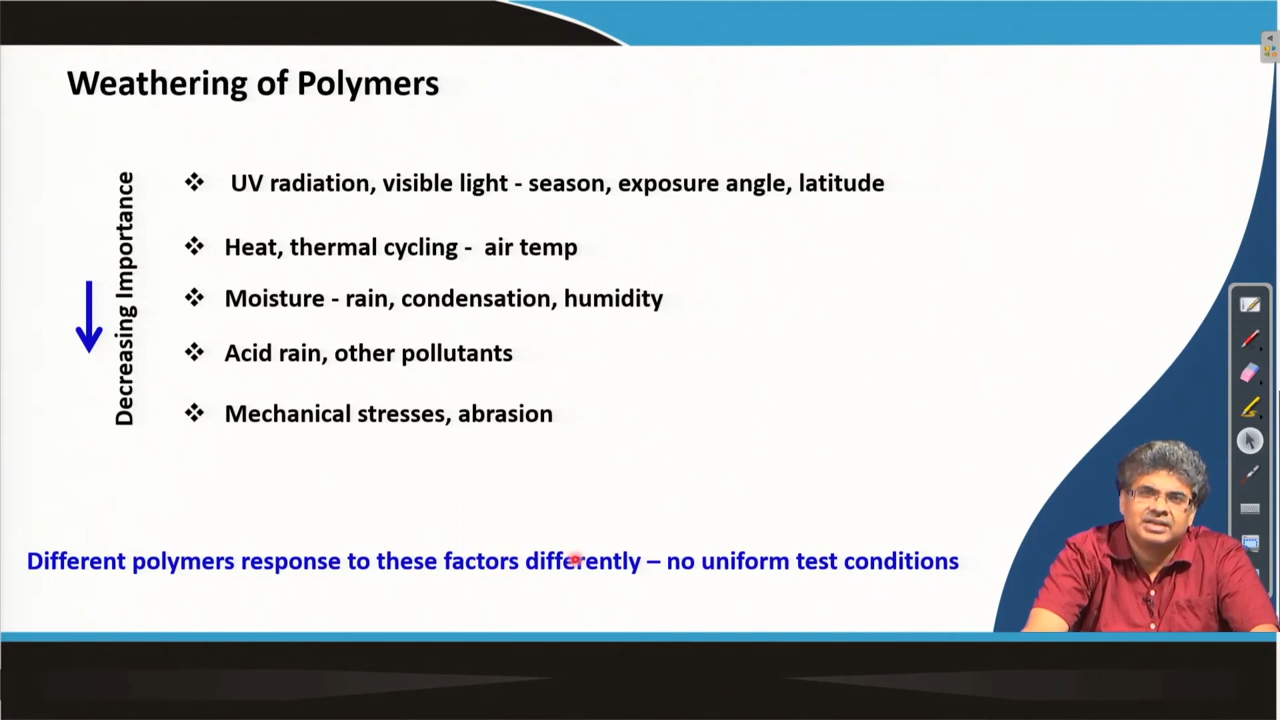 Weathering of Polymers
Decreasing Importance
❖ UV radiation, visible light - season, exposure angle, latitude
❖ Heat, thermal cycling - air temp
❖ Moisture - rain, condensation, humidity
❖ Acid rain, other pollutants
❖ Mechanical stresses, abrasion
Different polymers response to these factors differently – no uniform test conditions